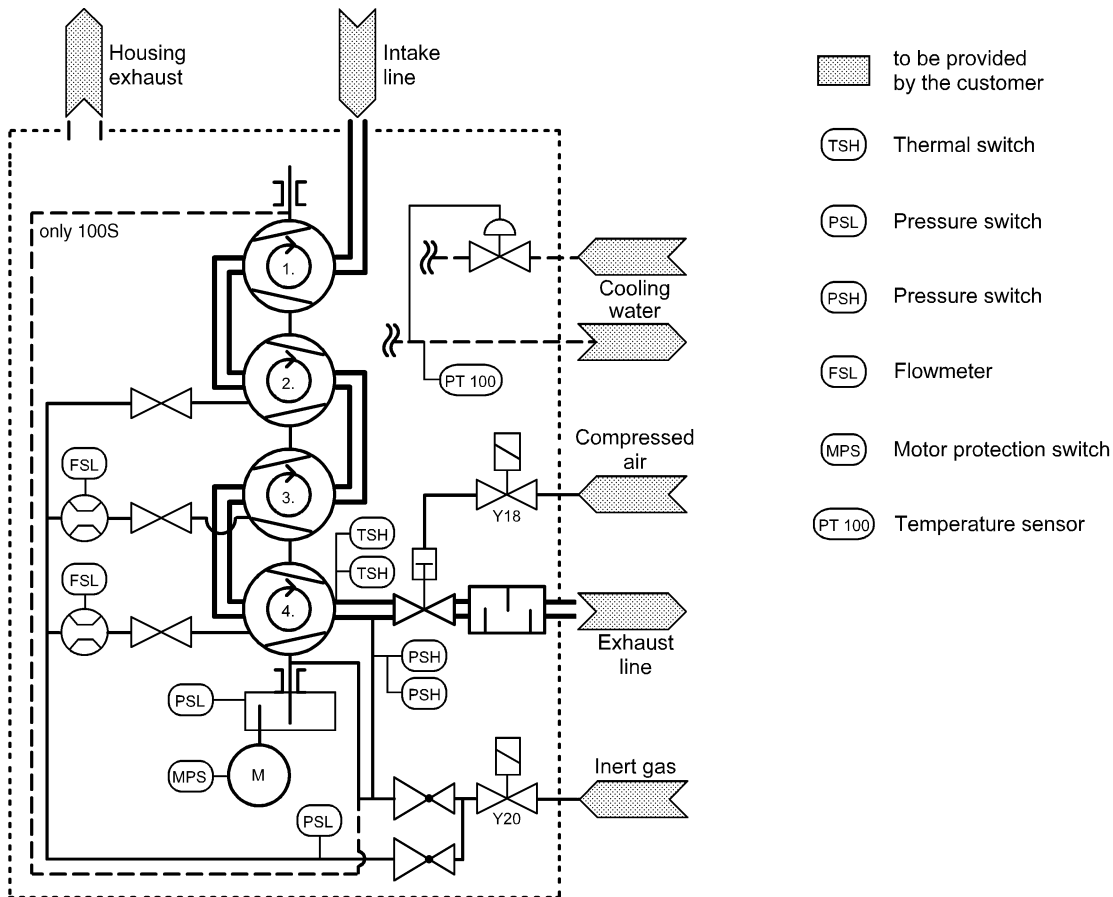 Housing
exhaust
Intake
line
only 100S
1.
2.
3.
4.
Cooling
water
PT 100
Compressed
air
Y18
FSL
FSL
TSH
TSH
Exhaust
line
PSH
PSH
PSL
MPS
M
PSL
Inert gas
Y20
to be provided
by the customer
TSH Thermal switch
PSL Pressure switch
PSH Pressure switch
FSL Flowmeter
MPS Motor protection switch
PT 100 Temperature sensor